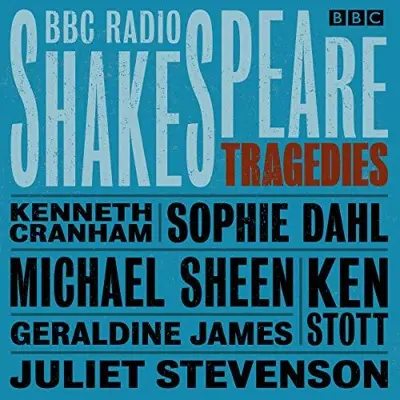 BBC RADIO
BBC
SHAKESPEARE
TRAGEDIES
KENNETH
CRANHAM
SOPHIE DAHL
MICHAEL SHEEN
KEN
STOTT
GERALDINE JAMES
JULIET STEVENSON